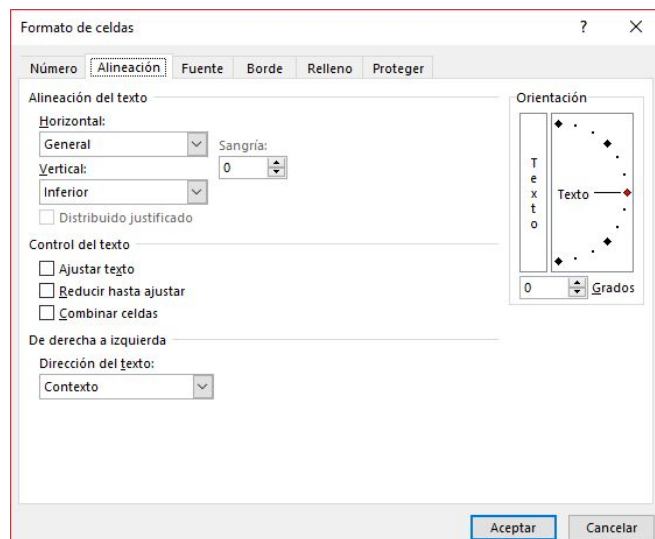 Formato de celdas ?
Número Alineación Fuente Borde Relleno Proteger
Alineación del texto
Horizontal:
General
Sangría:
0
Vertical:
Inferior
Distribuido justificado
Control del texto
Ajustar texto
Reducir hasta ajustar
Combinar celdas
De derecha a izquierda
Dirección del texto:
Contexto
Orientación
Texto
Texto
0 Grados
Aceptar Cancelar